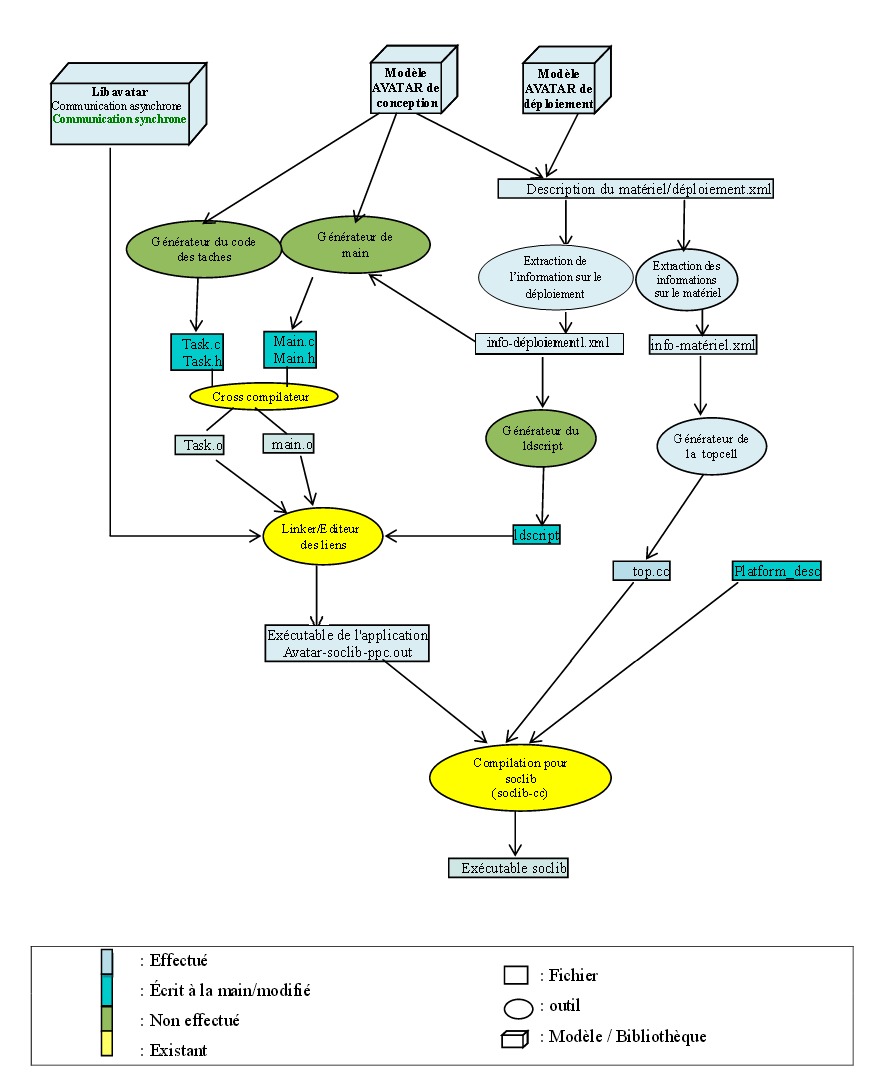 Libavatar
Communication asynchrone
Communication synchrone
Modèle
AVATAR de
conception
Modèle
AVATAR de
déploiement
Description du matériel/déploiement.xml
Générateur du code
des taches
Générateur de
main
Extraction de
l'information sur le
déploiement
Extraction des
informations
sur le matériel
Task.c
Task.h
Main.c
Main.h
info-déploiement1.xml
info-matériel.xml
Cross compilateur
Task.o
main.o
Générateur du
ldscript
Générateur de
la topcell
Linker/Editeur
des liens
ldscript
top.cc
Platform_desc
Exécutable de l'application
Avatar-soclib-ppc.out
Compilation pour
soclib
(soclib-cc)
Exécutable soclib
: Effectué
: Écrit à la main/modifié
: Non effectué
: Existant
: Fichier
: outil
: Modèle / Bibliothèque